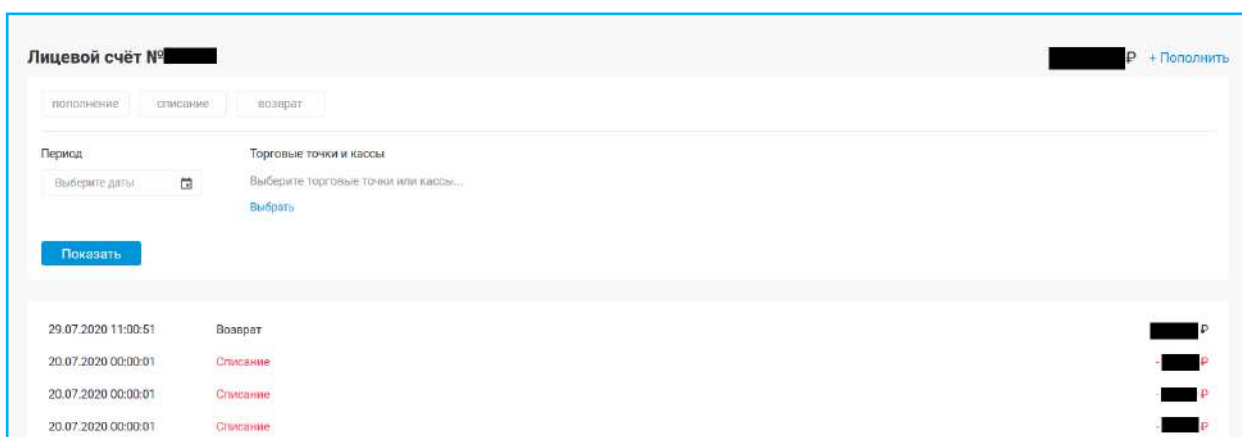 Лицевой счёт №
₽ + Пополнить
пополнение списание возврат
Период Торговые точки и кассы
Выберите даты Выберите торговые точки или кассы...
Выбрать
Показать
29.07.2020 11:00:51 Возврат ₽
20.07.2020 00:00:01 Списание - ₽
20.07.2020 00:00:01 Списание - ₽
20.07.2020 00:00:01 Списание - ₽